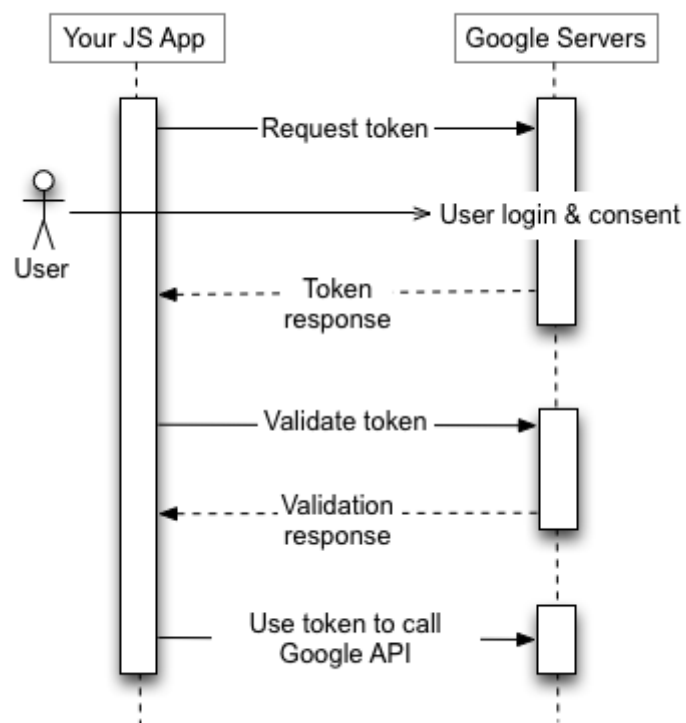 Your JS App
Google Servers
Request token
User login & consent
User
Token
response
Validate token
Validation
response
Use token to call
Google API